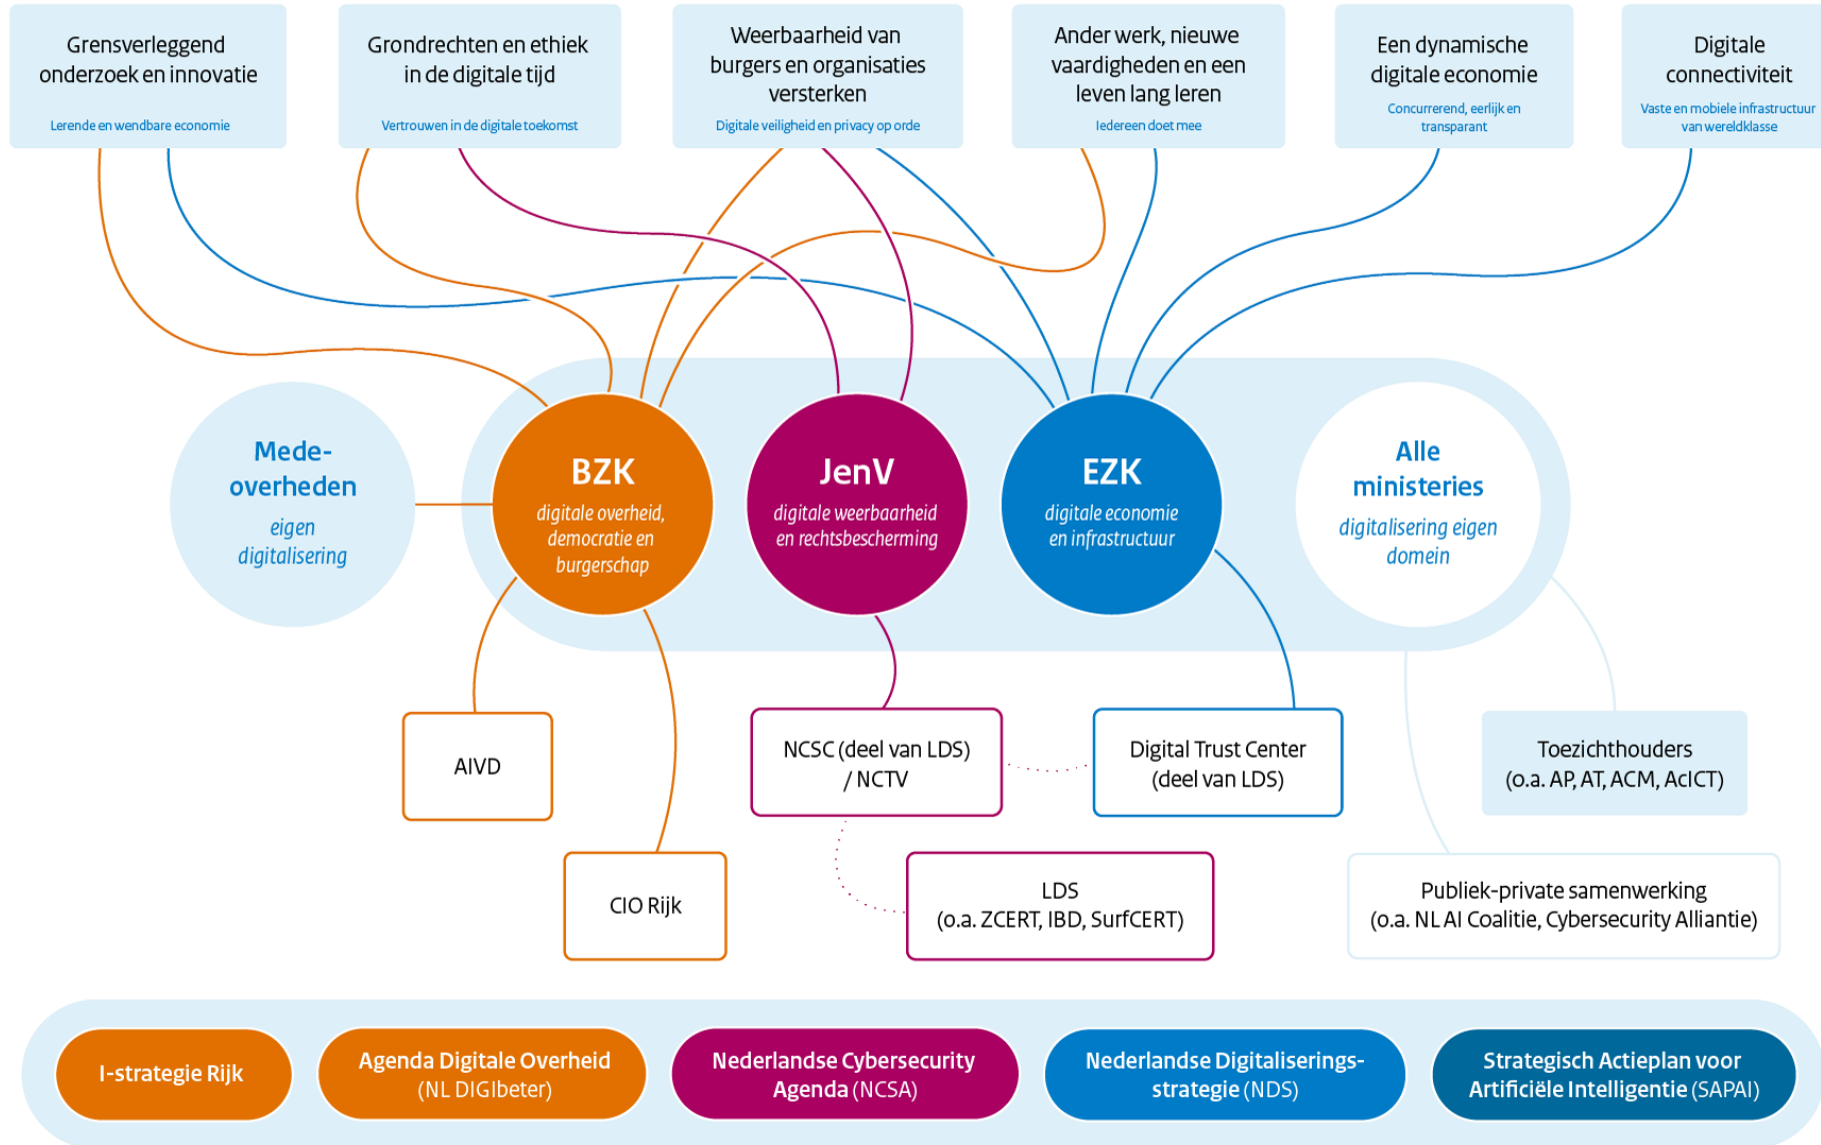 Grensverleggend
onderzoek en innovatie
Lerende en wendbare economie
Grondrechten en ethiek
in de digitale tijd
Vertrouwen in de digitale toekomst
Weerbaarheid van
burgers en organisaties
versterken
Digitale veiligheid en privacy op orde
Ander werk, nieuwe
vaardigheden en een
leven lang leren
Iedereen doet mee
Een dynamische
digitale economie
Concurrerend, eerlijk en
transparant
Digitale
connectiviteit
Vaste en mobiele infrastructuur
van wereldklasse
Mede-
overheden
eigen
digitalisering
BZK
digitale overheid,
democratie en
burgerschap
JenV
digitale weerbaarheid
en rechtsbescherming
EZK
digitale economie
en infrastructuur
Alle
ministeries
digitalisering eigen
domein
AIVD
CIO Rijk
NCSC (deel van LDS)
/ NCTV
Digital Trust Center
(deel van LDS)
LDS
(o.a. ZCERT, IBD, SurfCERT)
Toezichthouders
(o.a. AP, AT, ACM, AcICT)
Publiek-private samenwerking
(o.a. NL AI Coalitie, Cybersecurity Alliantie)
I-strategie Rijk
Agenda Digitale Overheid
(NL DIGIbeter)
Nederlandse Cybersecurity
Agenda (NCSA)
Nederlandse Digitaliserings-
strategie (NDS)
Strategisch Actieplan voor
Artificiële Intelligentie (SAPAI)